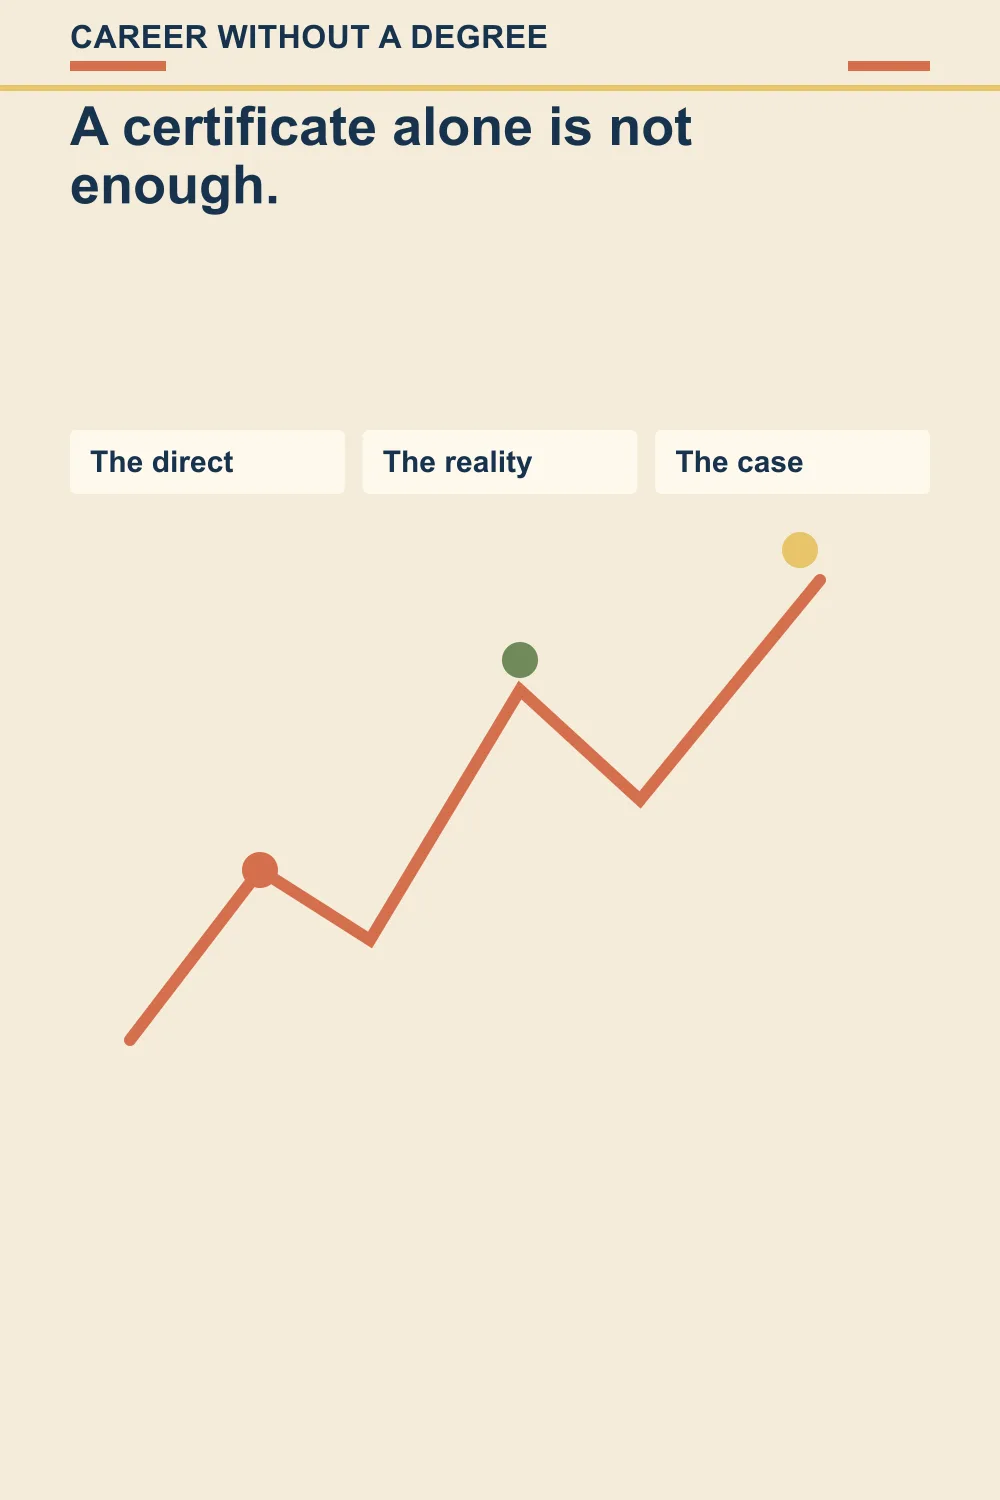 CAREER WITHOUT A DEGREE
A certificate alone is not
enough.
The direct
The reality
The case